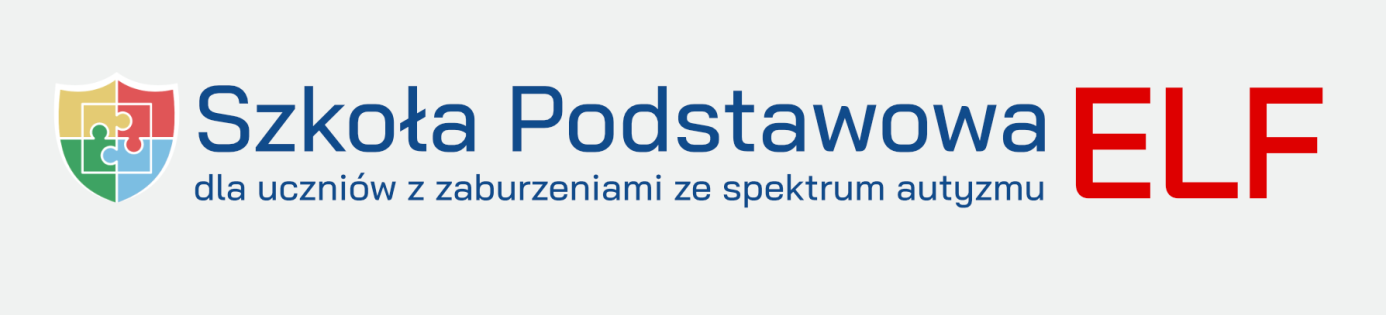 Szkoła Podstawowa ELF
dla uczniów z zaburzeniami ze spektrum autyzmu